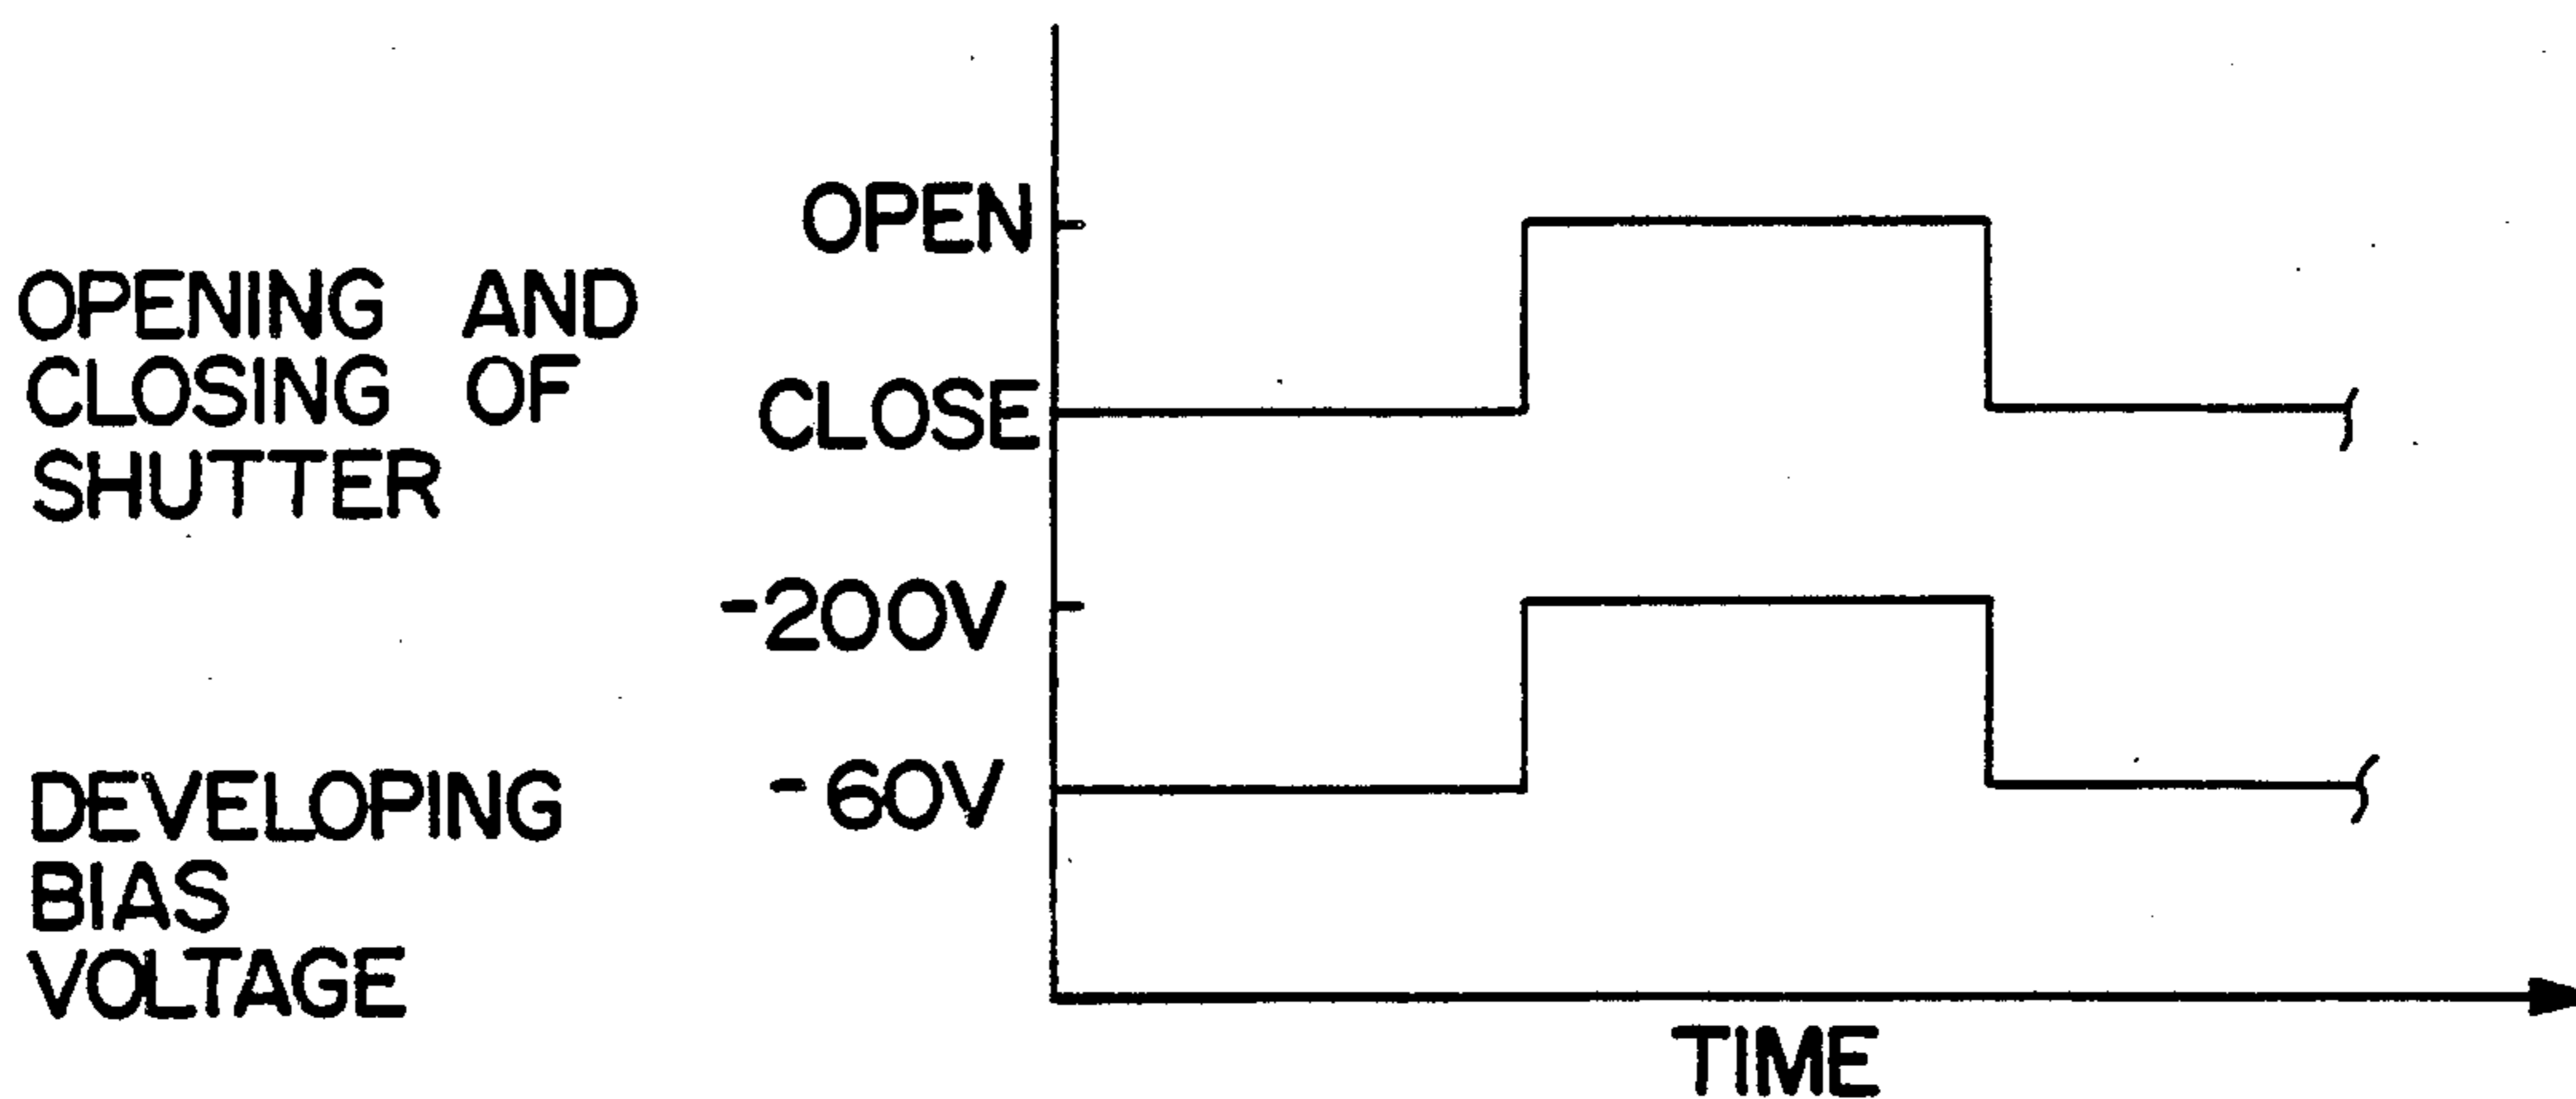 OPEN
OPENING AND
CLOSING OF
SHUTTER
CLOSE
-200V
-60V
DEVELOPING
BIAS
VOLTAGE
TIME